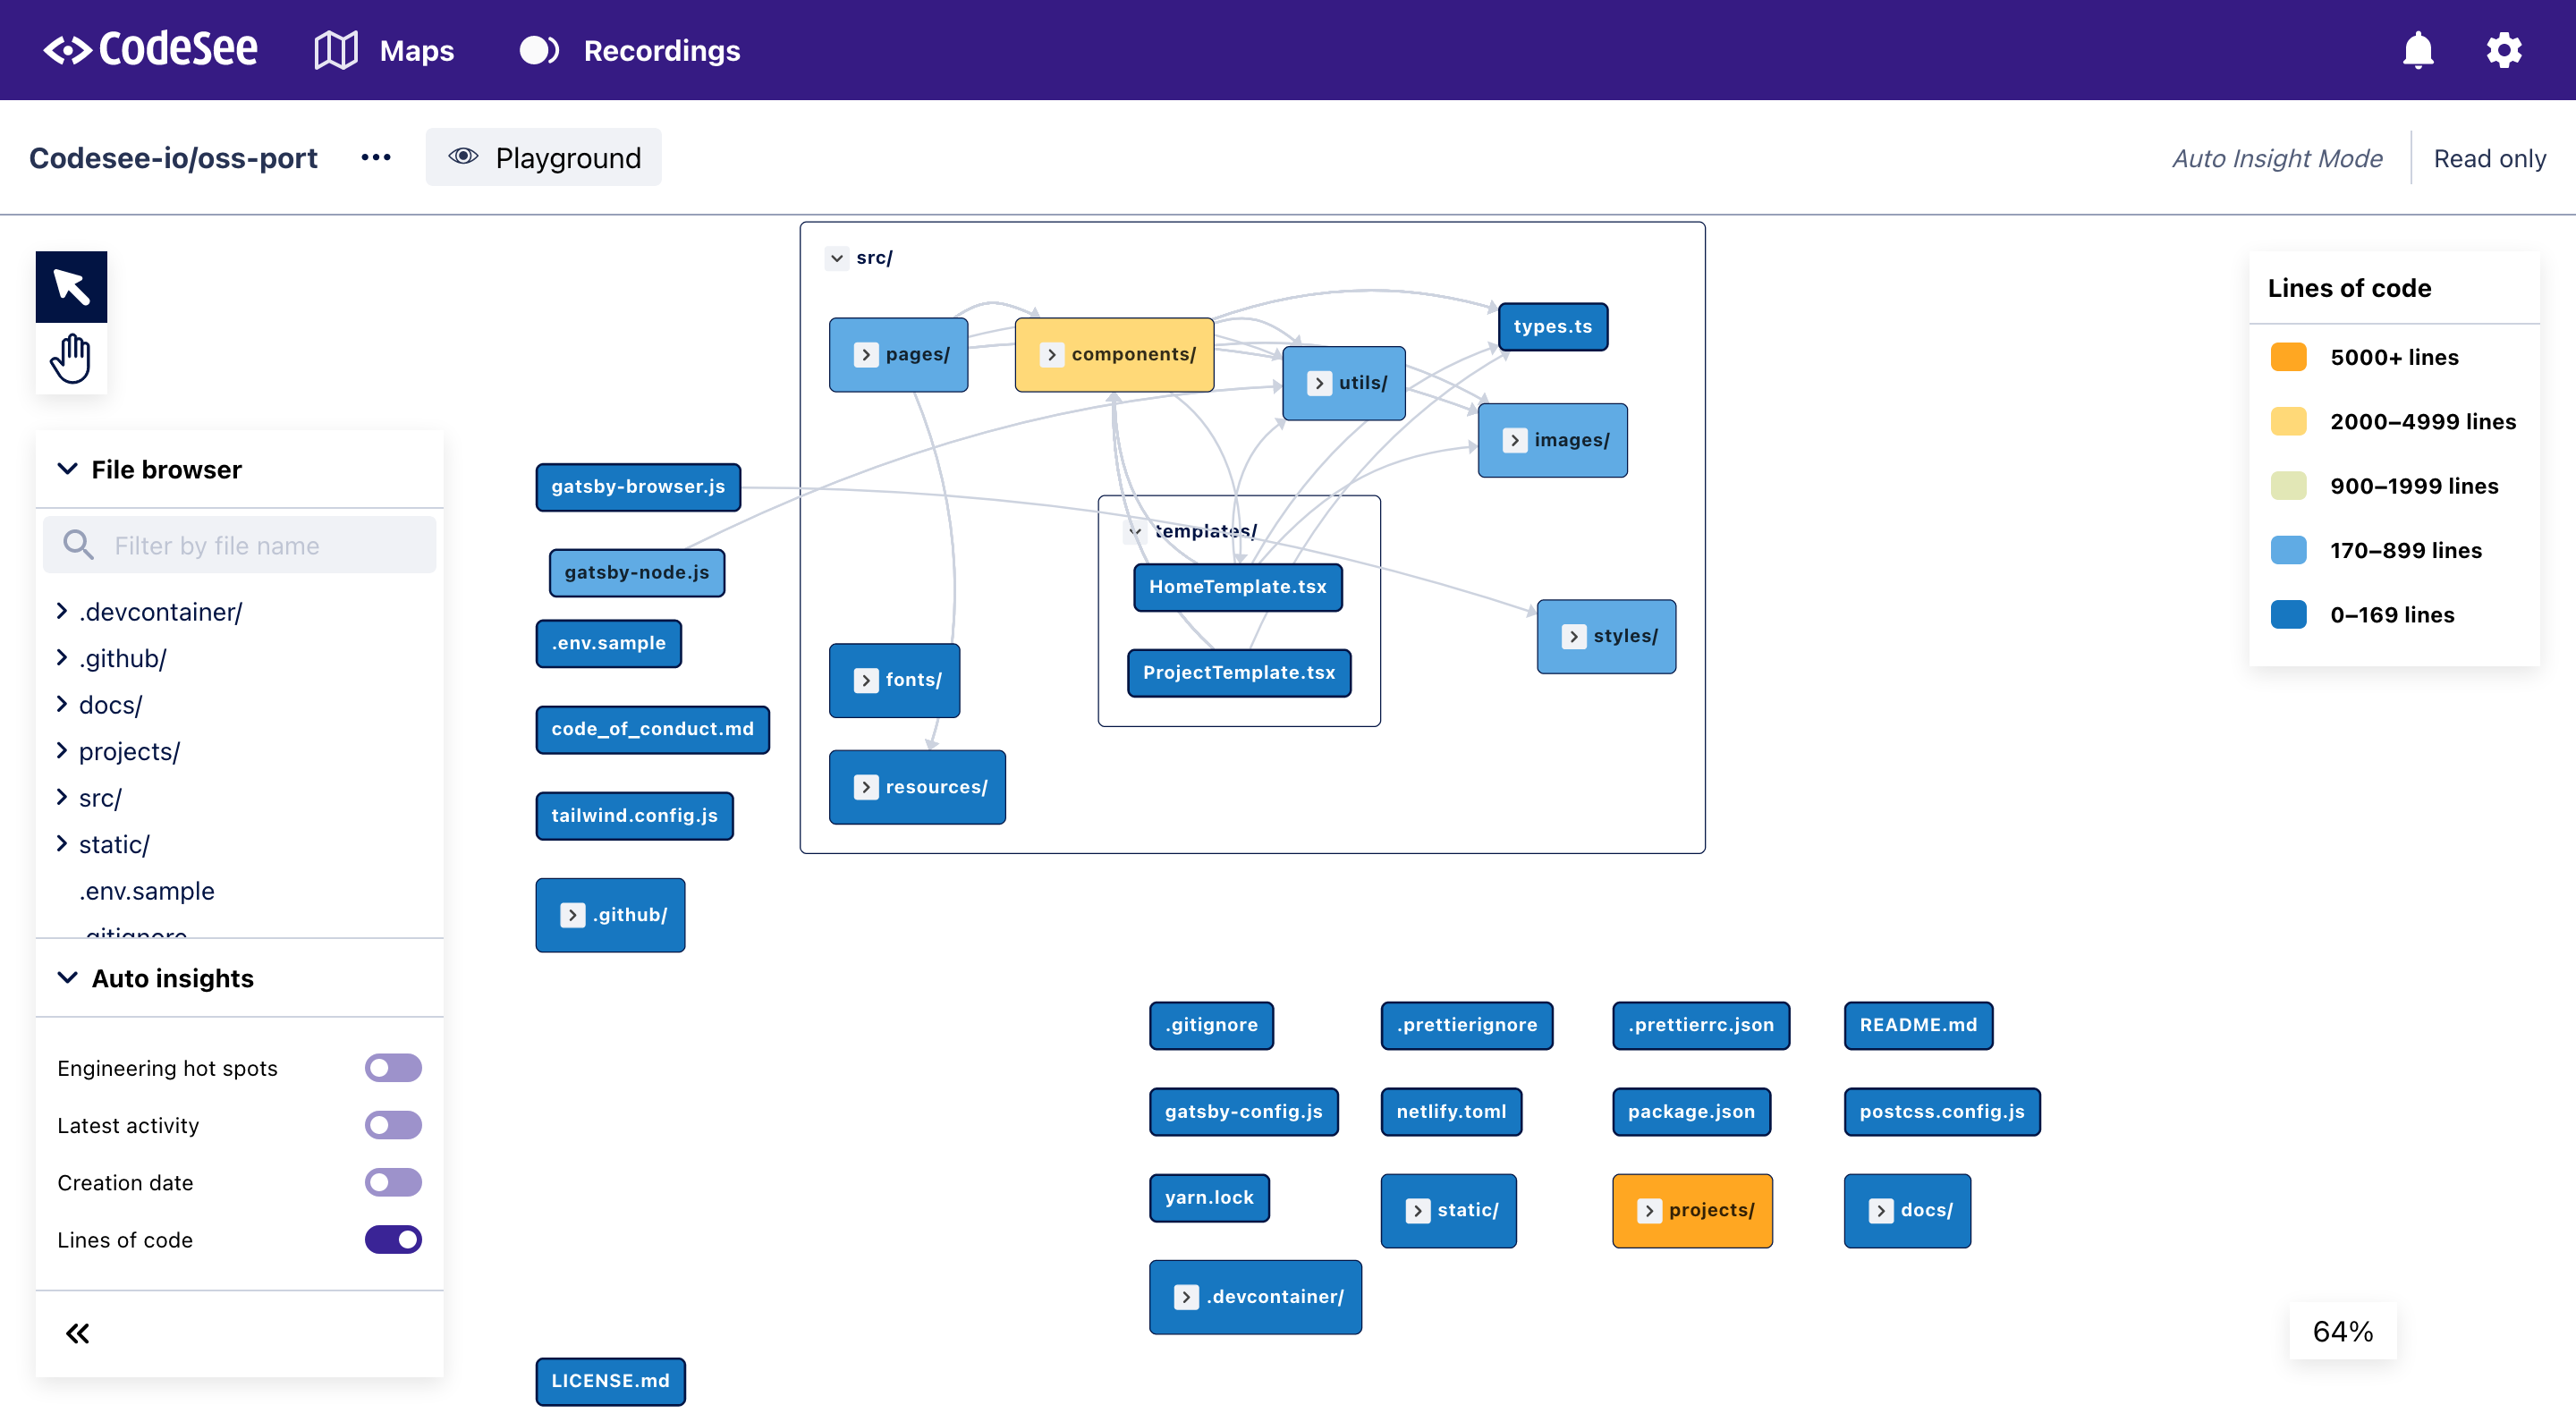 CodeSee
Maps
Recordings
Codesee-io/oss-port
•••
Playground
Auto Insight Mode
Read only
File browser
Filter by file name
.devcontainer/
.github/
docs/
projects/
src/
static/
.env.sample
.gitignore
Auto insights
Engineering hot spots
Latest activity
Creation date
Lines of code
src/
pages/
components/
utils/
types.ts
images/
templates/
HomeTemplate.tsx
ProjectTemplate.tsx
styles/
fonts/
resources/
gatsby-browser.js
gatsby-node.js
.env.sample
code_of_conduct.md
tailwind.config.js
.github/
.gitignore
.prettierignore
.prettierrc.json
README.md
gatsby-config.js
netlify.toml
package.json
postcss.config.js
yarn.lock
static/
projects/
docs/
.devcontainer/
LICENSE.md
Lines of code
5000+ lines
2000–4999 lines
900–1999 lines
170–899 lines
0–169 lines
64%